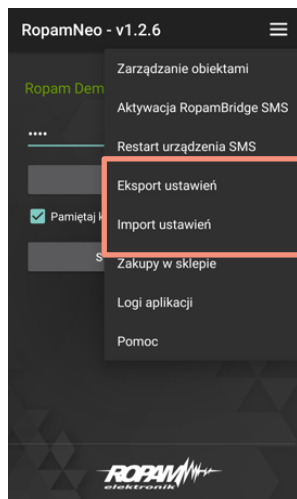 RopamNeo - v1.2.6
Zarządzanie obiektami
Ropam Dem
Aktywacja RopamBridge SMS
••••
Restart urządzenia SMS
Eksport ustawień
Pamiętaj k
Import ustawień
S
Zakupy w sklepie
Logi aplikacji
Pomoc
ROPAM
elektronik